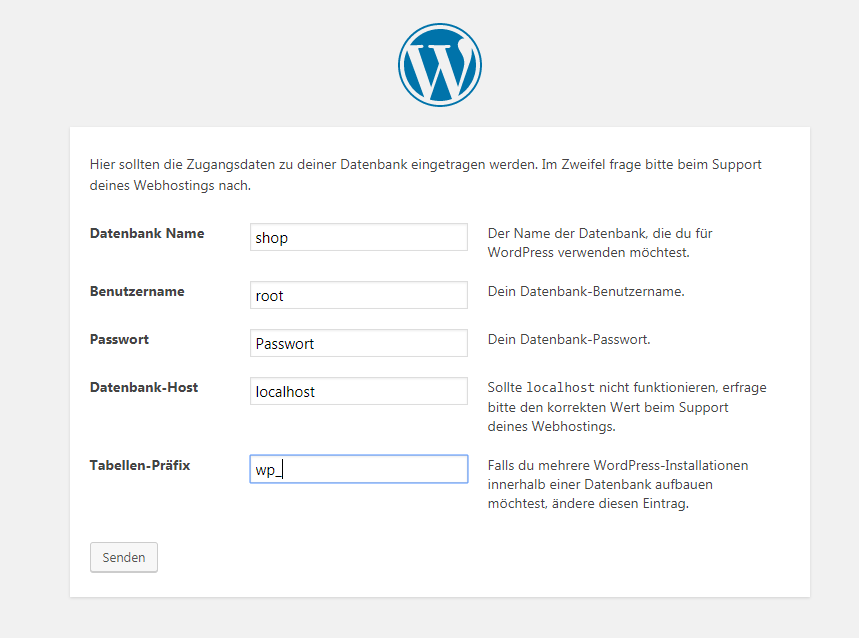 Hier sollten die Zugangsdaten zu deiner Datenbank eingetragen werden. Im Zweifel frage bitte beim Support
deines Webhostings nach.
Datenbank Name
shop
Der Name der Datenbank, die du für
WordPress verwenden möchtest.
Benutzername
root
Dein Datenbank-Benutzername.
Passwort
Passwort
Dein Datenbank-Passwort.
Datenbank-Host
localhost
Sollte localhost nicht funktionieren, erfrage
bitte den korrekten Wert beim Support
deines Webhostings.
Tabellen-Präfix
wp_
Falls du mehrere WordPress-Installationen
innerhalb einer Datenbank aufbauen
möchtest, ändere diesen Eintrag.
Senden